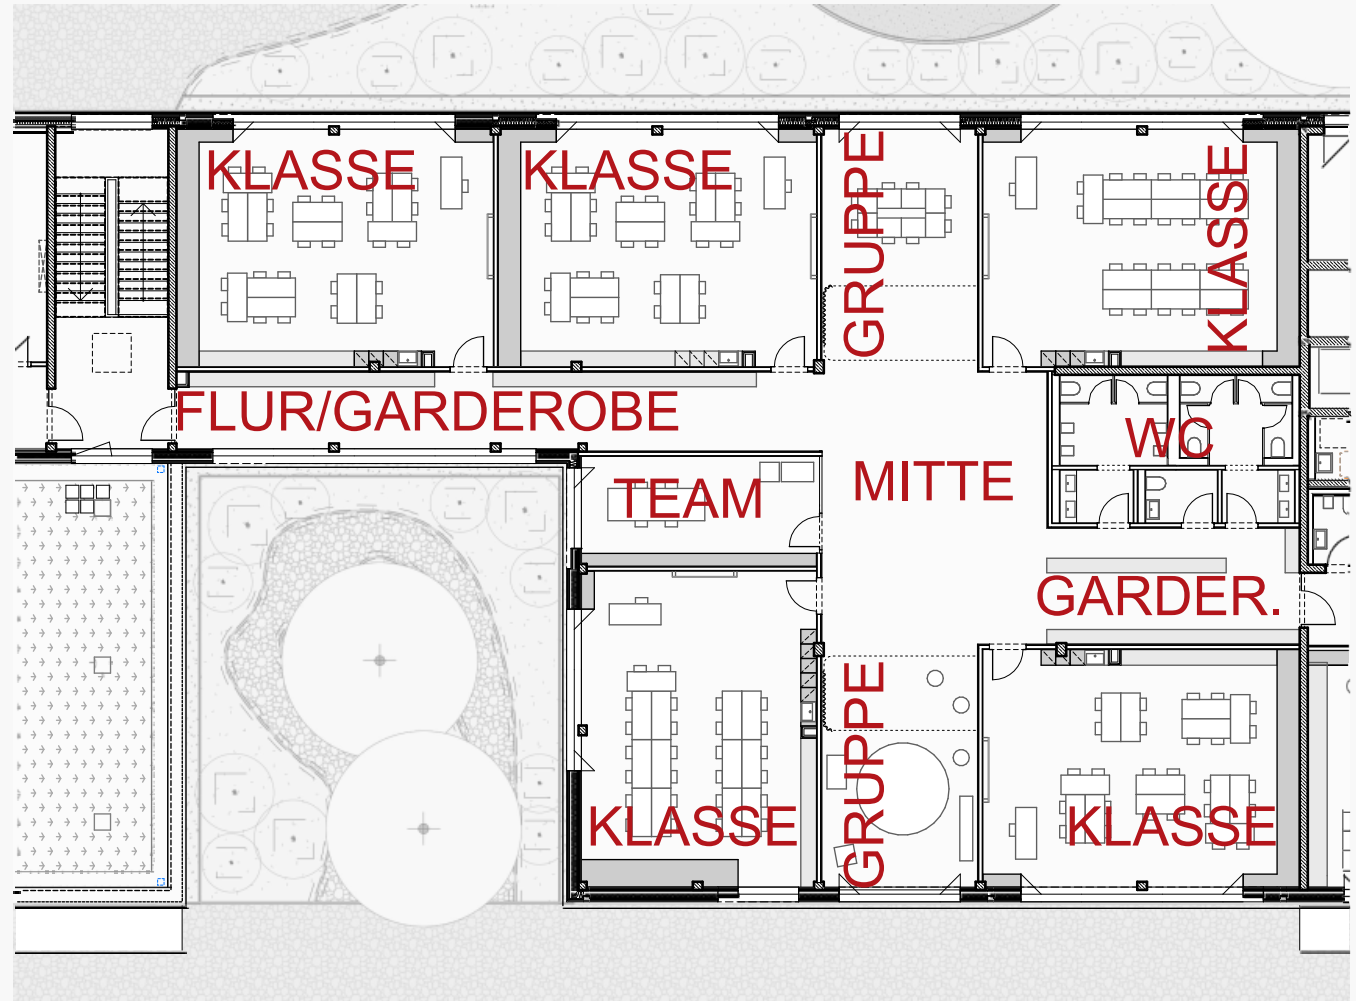 KLASSE
KLASSE
GRUPPE
KLASSE
FLUR/GARDEROBE
WC
TEAM
MITTE
GARDER.
KLASSE
GRUPPE
KLASSE